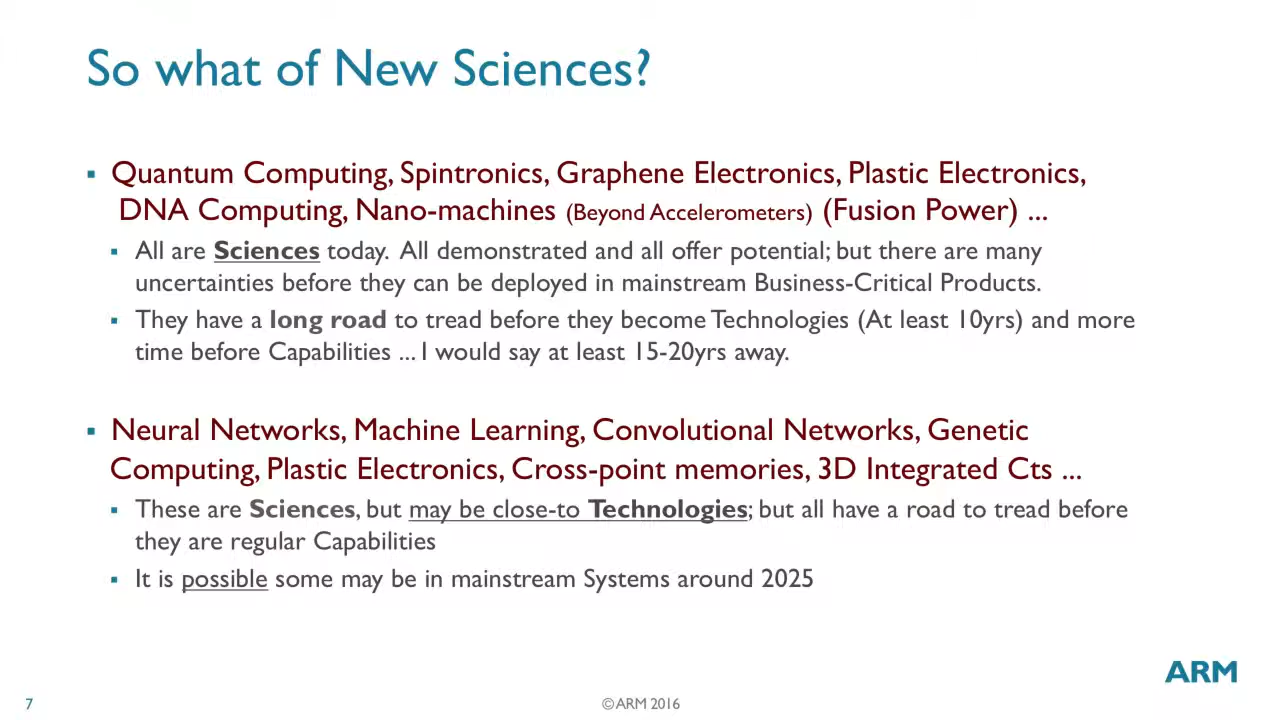 So what of New Sciences?
▪ Quantum Computing, Spintronics, Graphene Electronics, Plastic Electronics,
DNA Computing, Nano-machines (Beyond Accelerometers) (Fusion Power) ...
▪ All are Sciences today. All demonstrated and all offer potential; but there are many
uncertainties before they can be deployed in mainstream Business-Critical Products.
▪ They have a long road to tread before they become Technologies (At least 10yrs) and more
time before Capabilities ... I would say at least 15-20yrs away.
▪ Neural Networks, Machine Learning, Convolutional Networks, Genetic
Computing, Plastic Electronics, Cross-point memories, 3D Integrated Cts ...
▪ These are Sciences, but may be close-to Technologies; but all have a road to tread before
they are regular Capabilities
▪ It is possible some may be in mainstream Systems around 2025
ARM
7
© ARM 2016